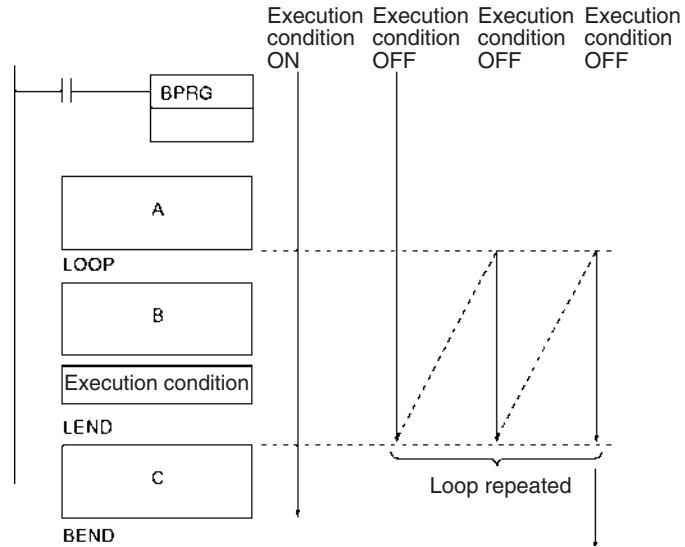 Execution condition ON
Execution condition OFF
Execution condition OFF
Execution condition OFF
BPRG
A
LOOP
B
Execution condition
LEND
C
Loop repeated
BEND